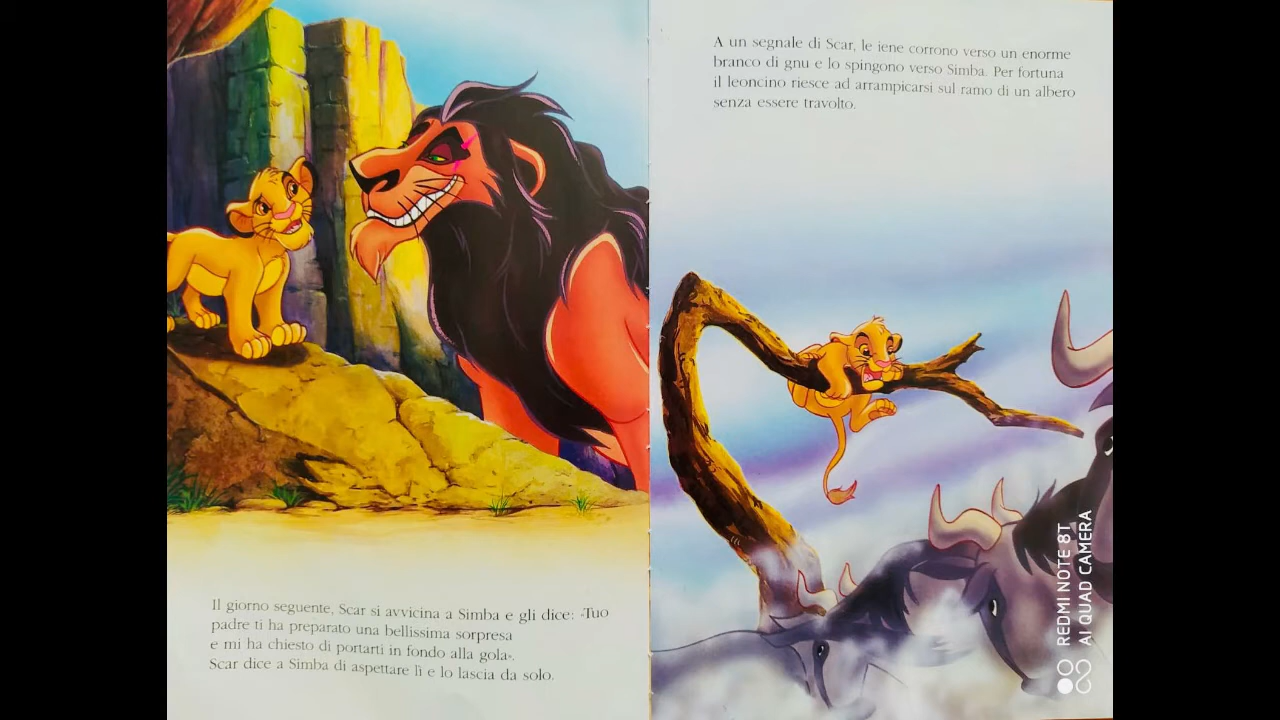 Il giorno seguente, Scar si avvicina a Simba e gli dice: «Tuo
padre ti ha preparato una bellissima sorpresa
e mi ha chiesto di portarti in fondo alla gola».
Scar dice a Simba di aspettare lì e lo lascia da solo.
A un segnale di Scar, le iene corrono verso un enorme
branco di gnu e lo spingono verso Simba. Per fortuna
il leoncino riesce ad arrampicarsi sul ramo di un albero
senza essere travolto.
REDMI NOTE 8T
AI QUAD CAMERA